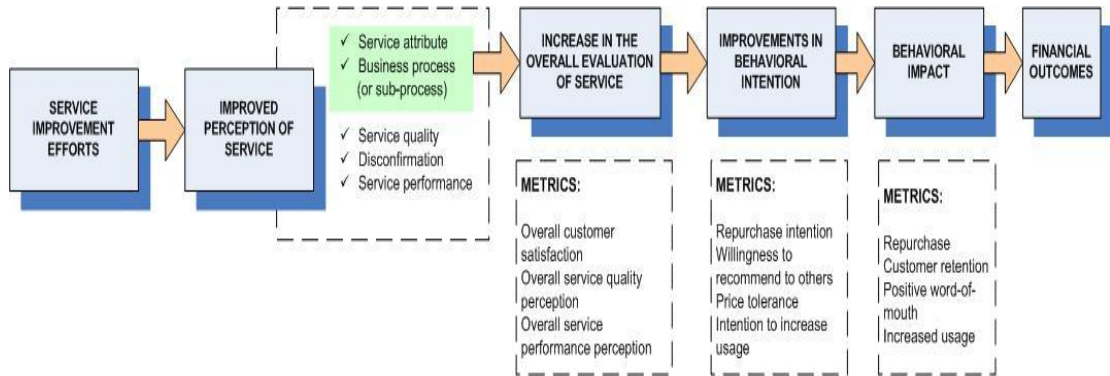 SERVICE
IMPROVEMENT
EFFORTS
IMPROVED
PERCEPTION OF
SERVICE
✓ Service attribute
✓ Business process
(or sub-process)
✓ Service quality
✓ Disconfirmation
✓ Service performance
INCREASE IN THE
OVERALL EVALUATION
OF SERVICE
METRICS:
Overall customer
satisfaction
Overall service quality
perception
Overall service
performance perception
IMPROVEMENTS IN
BEHAVIORAL
INTENTION
METRICS:
Repurchase intention
Willingness to
recommend to others
Price tolerance
Intention to increase
usage
BEHAVIORAL
IMPACT
METRICS:
Repurchase
Customer retention
Positive word-of-
mouth
Increased usage
FINANCIAL
OUTCOMES